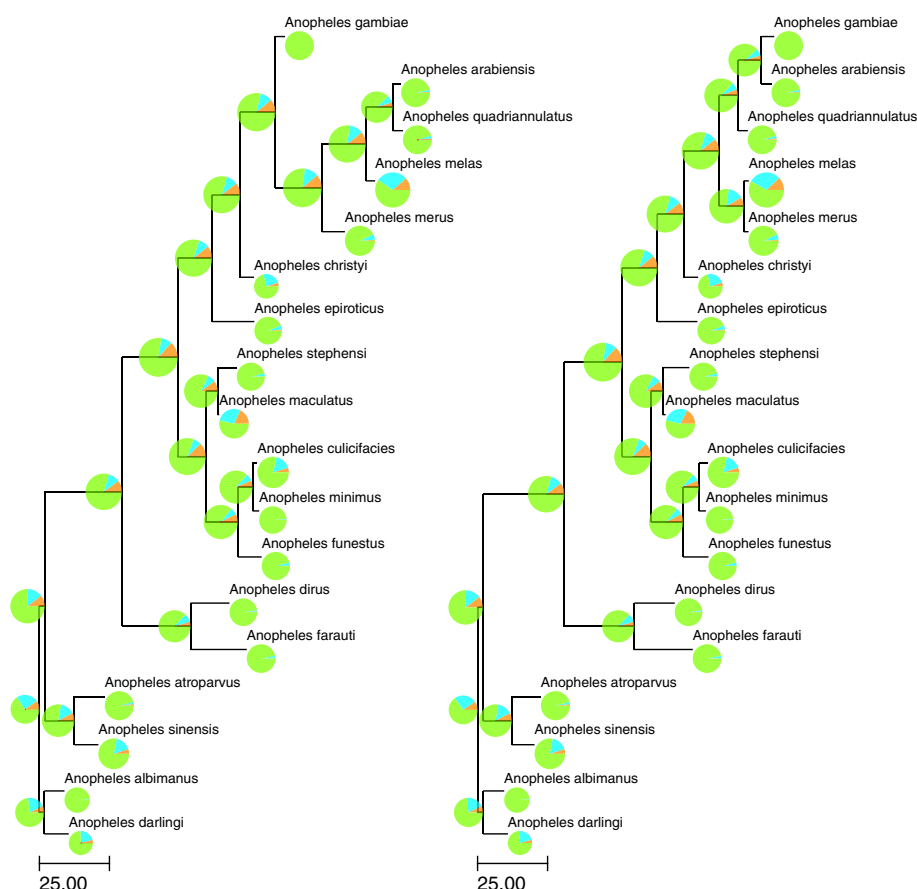 Anopheles gambiae
Anopheles arabiensis
Anopheles quadriannulatus
Anopheles melas
Anopheles merus
Anopheles christyi
Anopheles epiroticus
Anopheles stephensi
Anopheles maculatus
Anopheles culicifacies
Anopheles minimus
Anopheles funestus
Anopheles dirus
Anopheles farauti
Anopheles atroparvus
Anopheles sinensis
Anopheles albimanus
Anopheles darlingi
25.00
Anopheles gambiae
Anopheles arabiensis
Anopheles quadriannulatus
Anopheles melas
Anopheles merus
Anopheles christyi
Anopheles epiroticus
Anopheles stephensi
Anopheles maculatus
Anopheles culicifacies
Anopheles minimus
Anopheles funestus
Anopheles dirus
Anopheles farauti
Anopheles atroparvus
Anopheles sinensis
Anopheles albimanus
Anopheles darlingi
25.00